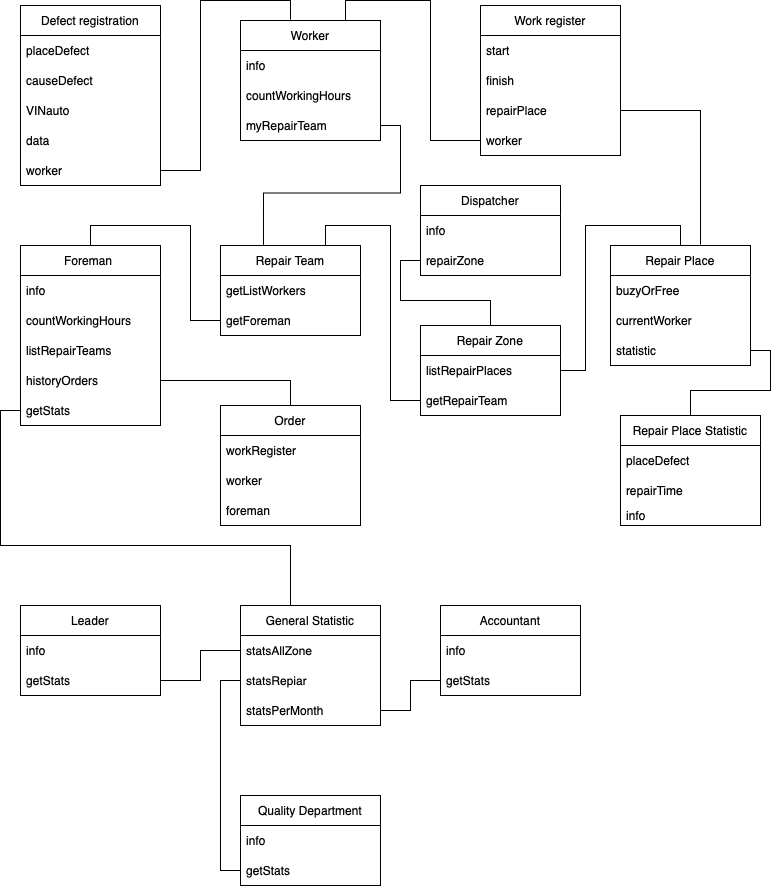 Defect registration
placeDefect
causeDefect
VINauto
data
worker
Worker
info
countWorkingHours
myRepairTeam
Work register
start
finish
repairPlace
worker
Dispatcher
info
repairZone
Foreman
info
countWorkingHours
listRepairTeams
historyOrders
getStats
Repair Team
getListWorkers
getForeman
Repair Zone
listRepairPlaces
getRepairTeam
Repair Place
buzyOrFree
currentWorker
statistic
Order
workRegister
worker
foreman
Repair Place Statistic
placeDefect
repairTime
info
Leader
info
getStats
General Statistic
statsAllZone
statsRepiar
statsPerMonth
Accountant
info
getStats
Quality Department
info
getStats